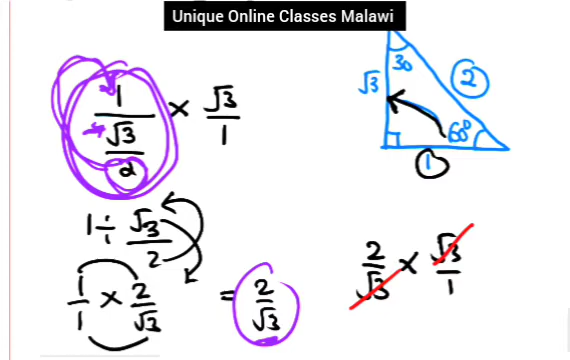 Unique Online Classes Malawi
1/(√3/2) × √3/1
1 ÷ √3/2
1/1 × 2/√3 = 2/√3
30
√3
2
60°
1
2/√3 × √3/1